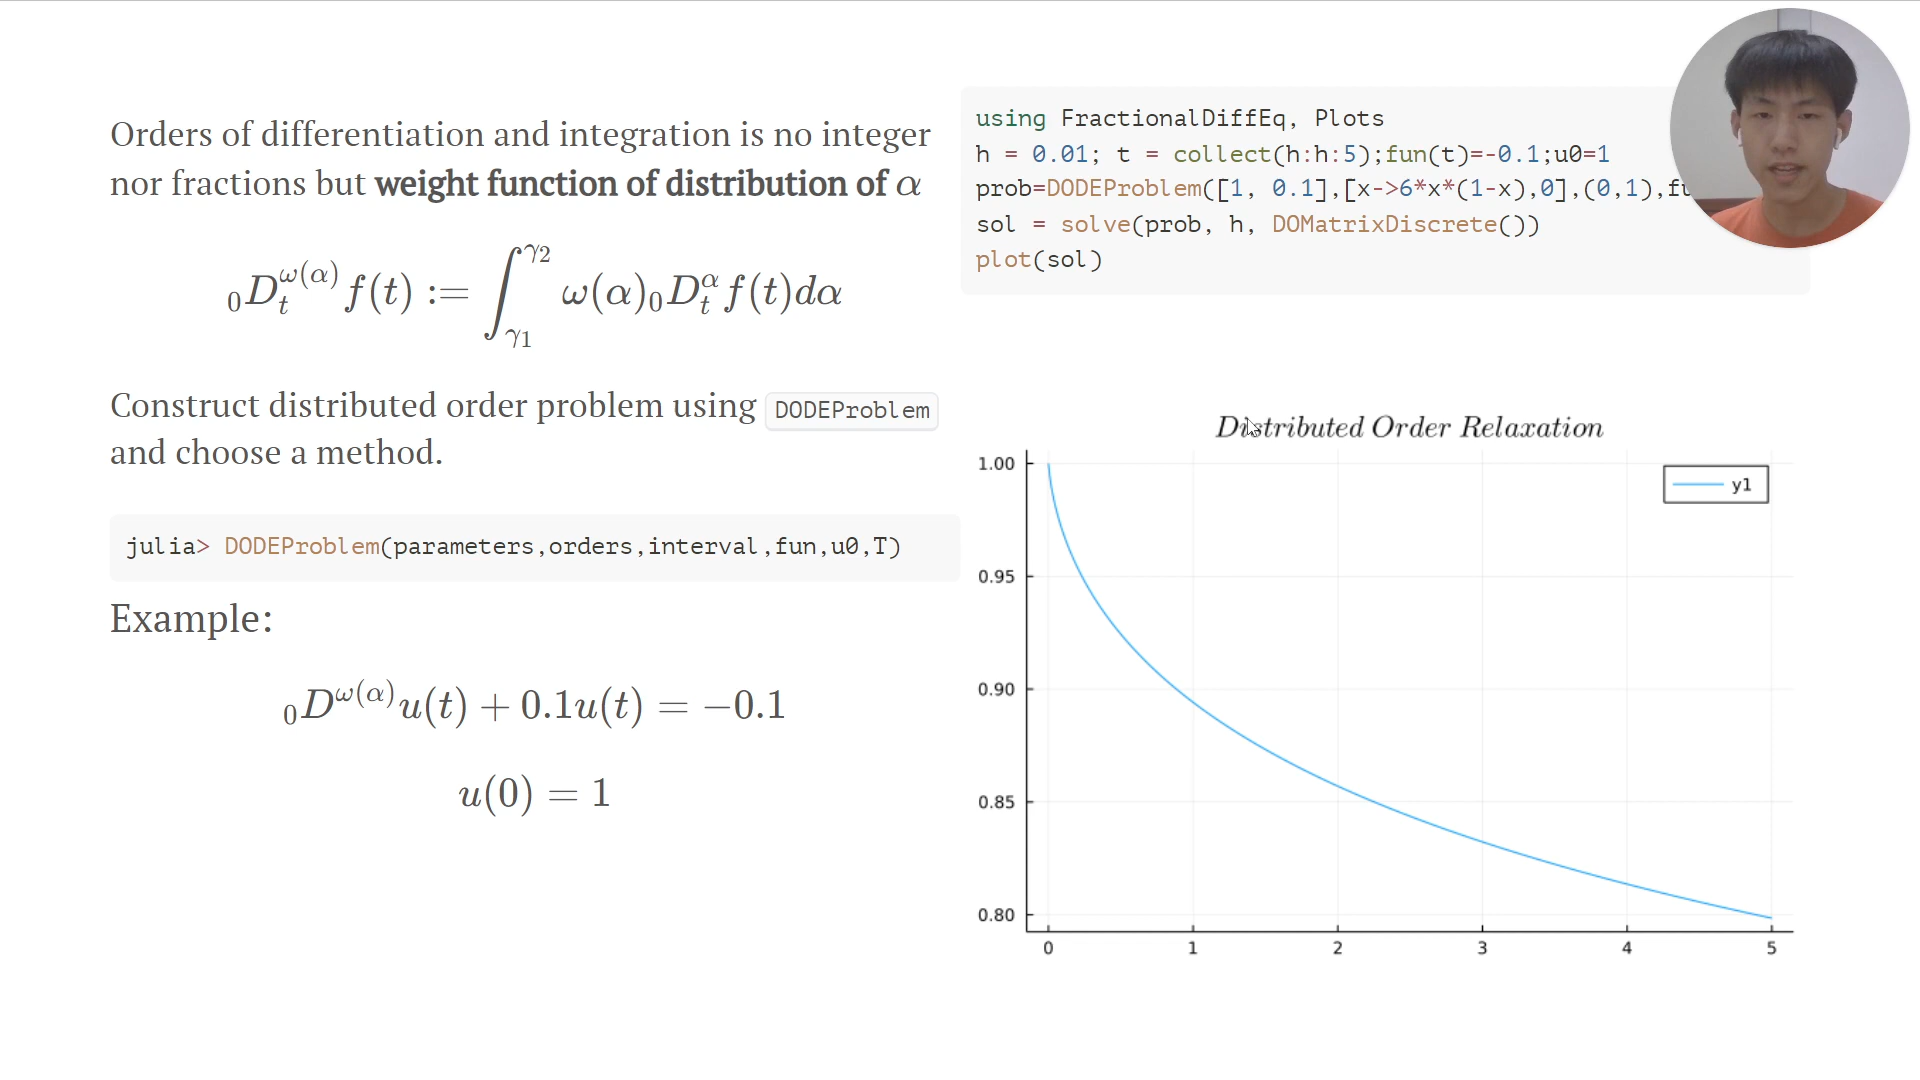 Orders of differentiation and integration is no integer
nor fractions but weight function of distribution of α
₀Dₜ^{ω(α)} f(t) := ∫_{γ₁}^{γ₂} ω(α)₀Dₜ^α f(t)dα
Construct distributed order problem using DODEProblem
and choose a method.
julia> DODEProblem(parameters,orders,interval,fun,u0,T)
Example:
₀D^{ω(α)}u(t) + 0.1u(t) = −0.1
u(0) = 1
using FractionalDiffEq, Plots
h = 0.01; t = collect(h:h:5);fun(t)=-0.1;u0=1
prob=DODEProblem([1, 0.1],[x->6*x*(1-x),0],(0,1),
sol = solve(prob, h, DOMatrixDiscrete())
plot(sol)
Distributed Order Relaxation
y1
1.00
0.95
0.90
0.85
0.80
0 1 2 3 4 5